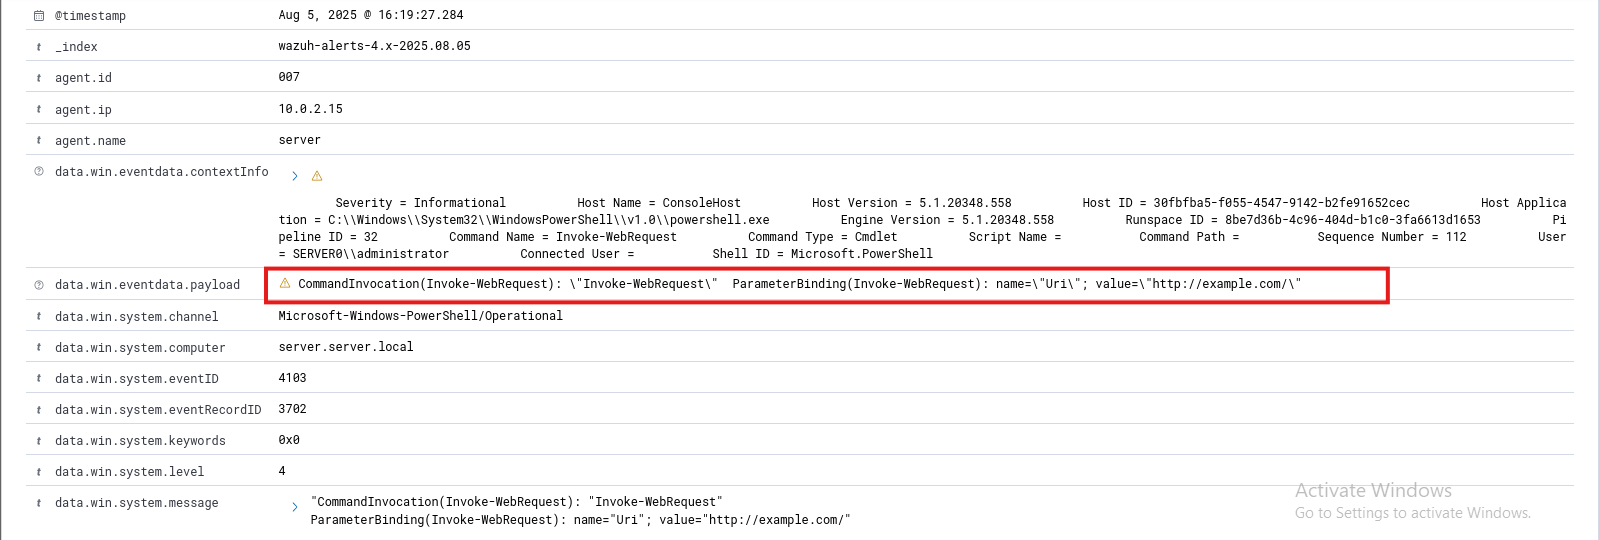 @timestamp Aug 5, 2025 @ 16:19:27.284
t _index wazuh-alerts-4.x-2025.08.05
t agent.id 007
t agent.ip 10.0.2.15
t agent.name server
data.win.eventdata.contextInfo
Severity = Informational Host Name = ConsoleHost Host Version = 5.1.20348.558 Host ID = 30fbfba5-f055-4547-9142-b2fe91652cec Host Applica
tion = C:\\Windows\\System32\\WindowsPowerShell\\v1.0\\powershell.exe Engine Version = 5.1.20348.558 Runspace ID = 8be7d36b-4c96-404d-b1c0-3fa6613d1653 Pi
peline ID = 32 Command Name = Invoke-WebRequest Command Type = Cmdlet Script Name = Command Path = Sequence Number = 112 User
= SERVER0\\administrator Connected User = Shell ID = Microsoft.PowerShell
data.win.eventdata.payload CommandInvocation(Invoke-WebRequest): \"Invoke-WebRequest\" ParameterBinding(Invoke-WebRequest): name=\"Uri\"; value=\"http://example.com/\"
t data.win.system.channel Microsoft-Windows-PowerShell/Operational
t data.win.system.computer server.server.local
t data.win.system.eventID 4103
t data.win.system.eventRecordID 3702
t data.win.system.keywords 0x0
t data.win.system.level 4
t data.win.system.message "CommandInvocation(Invoke-WebRequest): "Invoke-WebRequest"
ParameterBinding(Invoke-WebRequest): name="Uri"; value="http://example.com/"
Activate Windows
Go to Settings to activate Windows.